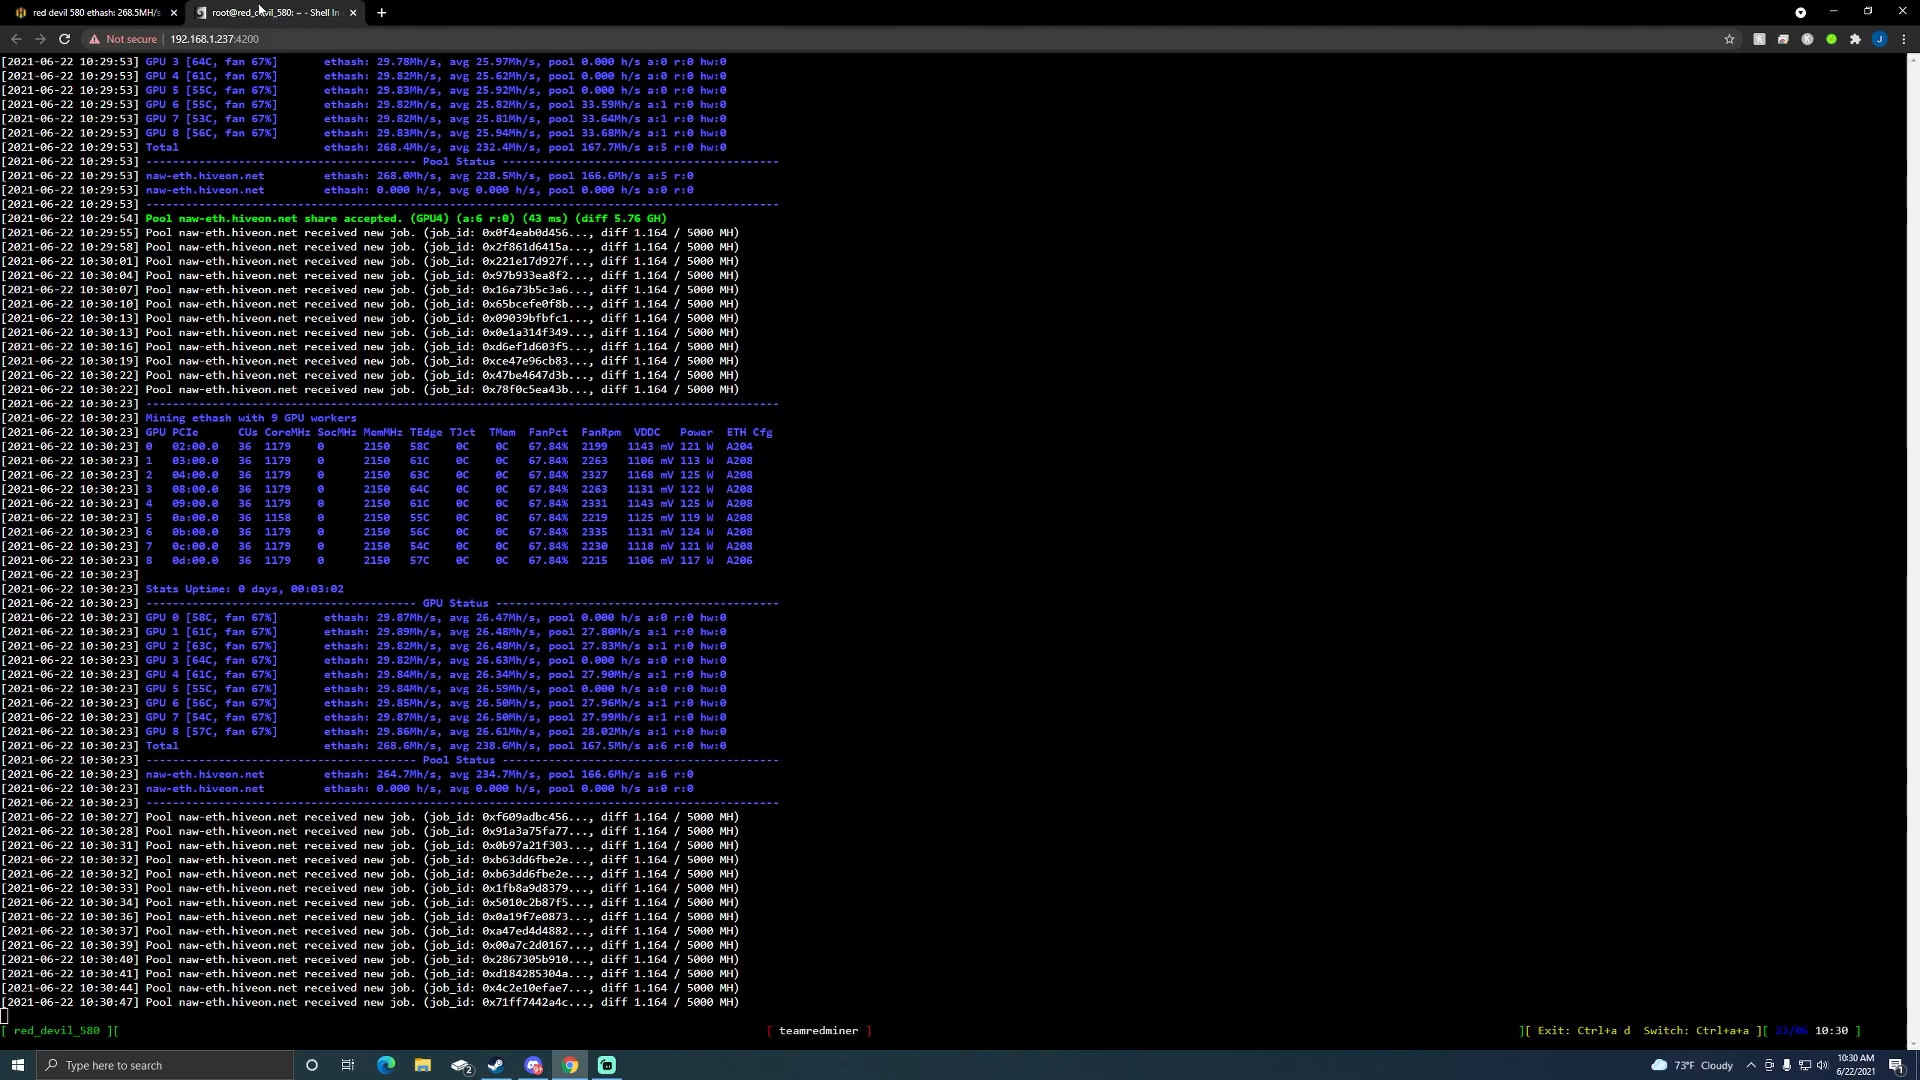 red devil 580 ethash: 268.5MH/s
root@red_devil_580: ~ - Shell In
Not secure
192.168.1.237:4200
[2021-06-22 10:29:53] GPU 3 [64C, fan 67%] ethash: 29.78Mh/s, avg 25.97Mh/s, pool 0.000 h/s a:0 r:0 hw:0
[2021-06-22 10:29:53] GPU 4 [61C, fan 67%] ethash: 29.82Mh/s, avg 25.62Mh/s, pool 0.000 h/s a:0 r:0 hw:0
[2021-06-22 10:29:53] GPU 5 [55C, fan 67%] ethash: 29.83Mh/s, avg 25.92Mh/s, pool 0.000 h/s a:0 r:0 hw:0
[2021-06-22 10:29:53] GPU 6 [55C, fan 67%] ethash: 29.82Mh/s, avg 25.82Mh/s, pool 33.59Mh/s a:1 r:0 hw:0
[2021-06-22 10:29:53] GPU 7 [53C, fan 67%] ethash: 29.82Mh/s, avg 25.81Mh/s, pool 33.64Mh/s a:1 r:0 hw:0
[2021-06-22 10:29:53] GPU 8 [56C, fan 67%] ethash: 29.83Mh/s, avg 25.94Mh/s, pool 33.68Mh/s a:1 r:0 hw:0
[2021-06-22 10:29:53] Total ethash: 268.4Mh/s, avg 232.4Mh/s, pool 167.7Mh/s a:5 r:0 hw:0
[2021-06-22 10:29:53] ----------------------------------------- Pool Status ------------------------------------------
[2021-06-22 10:29:53] naw-eth.hiveon.net ethash: 268.0Mh/s, avg 228.5Mh/s, pool 166.6Mh/s a:5 r:0
[2021-06-22 10:29:53] naw-eth.hiveon.net ethash: 0.000 h/s, avg 0.000 h/s, pool 0.000 h/s a:0 r:0
[2021-06-22 10:29:53] ------------------------------------------------------------------------------------------------
[2021-06-22 10:29:54] Pool naw-eth.hiveon.net share accepted. (GPU4) (a:6 r:0) (43 ms) (diff 5.76 GH)
[2021-06-22 10:29:55] Pool naw-eth.hiveon.net received new job. (job_id: 0x0f4eab0d456..., diff 1.164 / 5000 MH)
[2021-06-22 10:29:58] Pool naw-eth.hiveon.net received new job. (job_id: 0x2f861d6415a..., diff 1.164 / 5000 MH)
[2021-06-22 10:30:01] Pool naw-eth.hiveon.net received new job. (job_id: 0x221e17d927f..., diff 1.164 / 5000 MH)
[2021-06-22 10:30:04] Pool naw-eth.hiveon.net received new job. (job_id: 0x97b933ea8f2..., diff 1.164 / 5000 MH)
[2021-06-22 10:30:07] Pool naw-eth.hiveon.net received new job. (job_id: 0x16a73b5c3a6..., diff 1.164 / 5000 MH)
[2021-06-22 10:30:10] Pool naw-eth.hiveon.net received new job. (job_id: 0x65bcefe0f8b..., diff 1.164 / 5000 MH)
[2021-06-22 10:30:13] Pool naw-eth.hiveon.net received new job. (job_id: 0x09039bfbfc1..., diff 1.164 / 5000 MH)
[2021-06-22 10:30:13] Pool naw-eth.hiveon.net received new job. (job_id: 0x0e1a314f349..., diff 1.164 / 5000 MH)
[2021-06-22 10:30:16] Pool naw-eth.hiveon.net received new job. (job_id: 0xd6ef1d603f5..., diff 1.164 / 5000 MH)
[2021-06-22 10:30:19] Pool naw-eth.hiveon.net received new job. (job_id: 0xce47e96cb83..., diff 1.164 / 5000 MH)
[2021-06-22 10:30:22] Pool naw-eth.hiveon.net received new job. (job_id: 0x47be4647d3b..., diff 1.164 / 5000 MH)
[2021-06-22 10:30:22] Pool naw-eth.hiveon.net received new job. (job_id: 0x78f0c5ea43b..., diff 1.164 / 5000 MH)
[2021-06-22 10:30:23] ------------------------------------------------------------------------------------------------
[2021-06-22 10:30:23] Mining ethash with 9 GPU workers
[2021-06-22 10:30:23] GPU PCIe CUs CoreMHz SocMHz MemMHz TEdge TJct TMem FanPct FanRpm VDDC Power ETH Cfg
[2021-06-22 10:30:23] 0 02:00.0 36 1179 0 2150 58C 0C 0C 67.84% 2199 1143 mV 121 W A204
[2021-06-22 10:30:23] 1 03:00.0 36 1179 0 2150 61C 0C 0C 67.84% 2263 1106 mV 113 W A208
[2021-06-22 10:30:23] 2 04:00.0 36 1179 0 2150 63C 0C 0C 67.84% 2327 1168 mV 125 W A208
[2021-06-22 10:30:23] 3 08:00.0 36 1179 0 2150 64C 0C 0C 67.84% 2263 1131 mV 122 W A208
[2021-06-22 10:30:23] 4 09:00.0 36 1179 0 2150 61C 0C 0C 67.84% 2331 1143 mV 125 W A208
[2021-06-22 10:30:23] 5 0a:00.0 36 1158 0 2150 55C 0C 0C 67.84% 2219 1125 mV 119 W A208
[2021-06-22 10:30:23] 6 0b:00.0 36 1179 0 2150 56C 0C 0C 67.84% 2335 1131 mV 124 W A208
[2021-06-22 10:30:23] 7 0c:00.0 36 1179 0 2150 54C 0C 0C 67.84% 2230 1118 mV 121 W A208
[2021-06-22 10:30:23] 8 0d:00.0 36 1179 0 2150 57C 0C 0C 67.84% 2215 1106 mV 117 W A206
[2021-06-22 10:30:23]
[2021-06-22 10:30:23] Stats Uptime: 0 days, 00:03:02
[2021-06-22 10:30:23] ----------------------------------------- GPU Status -------------------------------------------
[2021-06-22 10:30:23] GPU 0 [58C, fan 67%] ethash: 29.87Mh/s, avg 26.47Mh/s, pool 0.000 h/s a:0 r:0 hw:0
[2021-06-22 10:30:23] GPU 1 [61C, fan 67%] ethash: 29.89Mh/s, avg 26.48Mh/s, pool 27.80Mh/s a:1 r:0 hw:0
[2021-06-22 10:30:23] GPU 2 [63C, fan 67%] ethash: 29.82Mh/s, avg 26.48Mh/s, pool 27.83Mh/s a:1 r:0 hw:0
[2021-06-22 10:30:23] GPU 3 [64C, fan 67%] ethash: 29.82Mh/s, avg 26.63Mh/s, pool 0.000 h/s a:0 r:0 hw:0
[2021-06-22 10:30:23] GPU 4 [61C, fan 67%] ethash: 29.84Mh/s, avg 26.34Mh/s, pool 27.90Mh/s a:1 r:0 hw:0
[2021-06-22 10:30:23] GPU 5 [55C, fan 67%] ethash: 29.84Mh/s, avg 26.59Mh/s, pool 0.000 h/s a:0 r:0 hw:0
[2021-06-22 10:30:23] GPU 6 [56C, fan 67%] ethash: 29.85Mh/s, avg 26.50Mh/s, pool 27.96Mh/s a:1 r:0 hw:0
[2021-06-22 10:30:23] GPU 7 [54C, fan 67%] ethash: 29.87Mh/s, avg 26.50Mh/s, pool 27.99Mh/s a:1 r:0 hw:0
[2021-06-22 10:30:23] GPU 8 [57C, fan 67%] ethash: 29.86Mh/s, avg 26.61Mh/s, pool 28.02Mh/s a:1 r:0 hw:0
[2021-06-22 10:30:23] Total ethash: 268.6Mh/s, avg 238.6Mh/s, pool 167.5Mh/s a:6 r:0 hw:0
[2021-06-22 10:30:23] ----------------------------------------- Pool Status ------------------------------------------
[2021-06-22 10:30:23] naw-eth.hiveon.net ethash: 264.7Mh/s, avg 234.7Mh/s, pool 166.6Mh/s a:6 r:0
[2021-06-22 10:30:23] naw-eth.hiveon.net ethash: 0.000 h/s, avg 0.000 h/s, pool 0.000 h/s a:0 r:0
[2021-06-22 10:30:23] ------------------------------------------------------------------------------------------------
[2021-06-22 10:30:27] Pool naw-eth.hiveon.net received new job. (job_id: 0xf609adbc456..., diff 1.164 / 5000 MH)
[2021-06-22 10:30:28] Pool naw-eth.hiveon.net received new job. (job_id: 0x91a3a75fa77..., diff 1.164 / 5000 MH)
[2021-06-22 10:30:31] Pool naw-eth.hiveon.net received new job. (job_id: 0x0b97a21f303..., diff 1.164 / 5000 MH)
[2021-06-22 10:30:32] Pool naw-eth.hiveon.net received new job. (job_id: 0xb63dd6fbe2e..., diff 1.164 / 5000 MH)
[2021-06-22 10:30:32] Pool naw-eth.hiveon.net received new job. (job_id: 0xb63dd6fbe2e..., diff 1.164 / 5000 MH)
[2021-06-22 10:30:33] Pool naw-eth.hiveon.net received new job. (job_id: 0x1fb8a9d8379..., diff 1.164 / 5000 MH)
[2021-06-22 10:30:34] Pool naw-eth.hiveon.net received new job. (job_id: 0x5010c2b87f5..., diff 1.164 / 5000 MH)
[2021-06-22 10:30:36] Pool naw-eth.hiveon.net received new job. (job_id: 0x0a19f7e0873..., diff 1.164 / 5000 MH)
[2021-06-22 10:30:37] Pool naw-eth.hiveon.net received new job. (job_id: 0xa47ed4d4882..., diff 1.164 / 5000 MH)
[2021-06-22 10:30:39] Pool naw-eth.hiveon.net received new job. (job_id: 0x00a7c2d0167..., diff 1.164 / 5000 MH)
[2021-06-22 10:30:40] Pool naw-eth.hiveon.net received new job. (job_id: 0x2867305b910..., diff 1.164 / 5000 MH)
[2021-06-22 10:30:41] Pool naw-eth.hiveon.net received new job. (job_id: 0xd184285304a..., diff 1.164 / 5000 MH)
[2021-06-22 10:30:44] Pool naw-eth.hiveon.net received new job. (job_id: 0x4c2e10efae7..., diff 1.164 / 5000 MH)
[2021-06-22 10:30:47] Pool naw-eth.hiveon.net received new job. (job_id: 0x71ff7442a4c..., diff 1.164 / 5000 MH)
[ red_devil_580 ][ [ teamredminer ] ][ Exit: Ctrl+a d Switch: Ctrl+a+a ][ 22/06 10:30 ]
Type here to search
73°F Cloudy
10:30 AM
6/22/2021